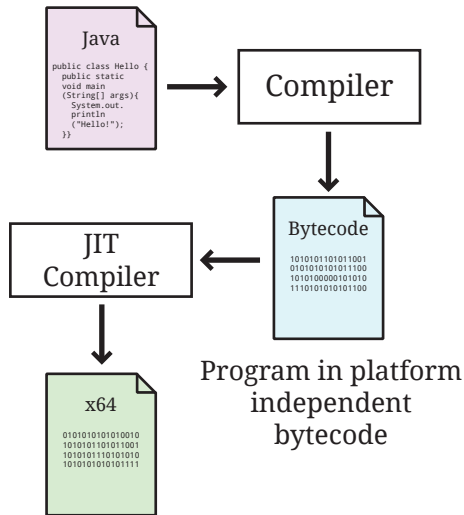 Java
public class Hello {
public static
void main
(String[] args){
System.out.
println
("Hello!");
}}
Compiler
Bytecode
1010101101011001
0101010101011100
1010100000101010
1110101010101100
JIT
Compiler
Program in platform
independent
bytecode
x64
0101010101010010
1010101101011001
1010101110101010
1010101010101111